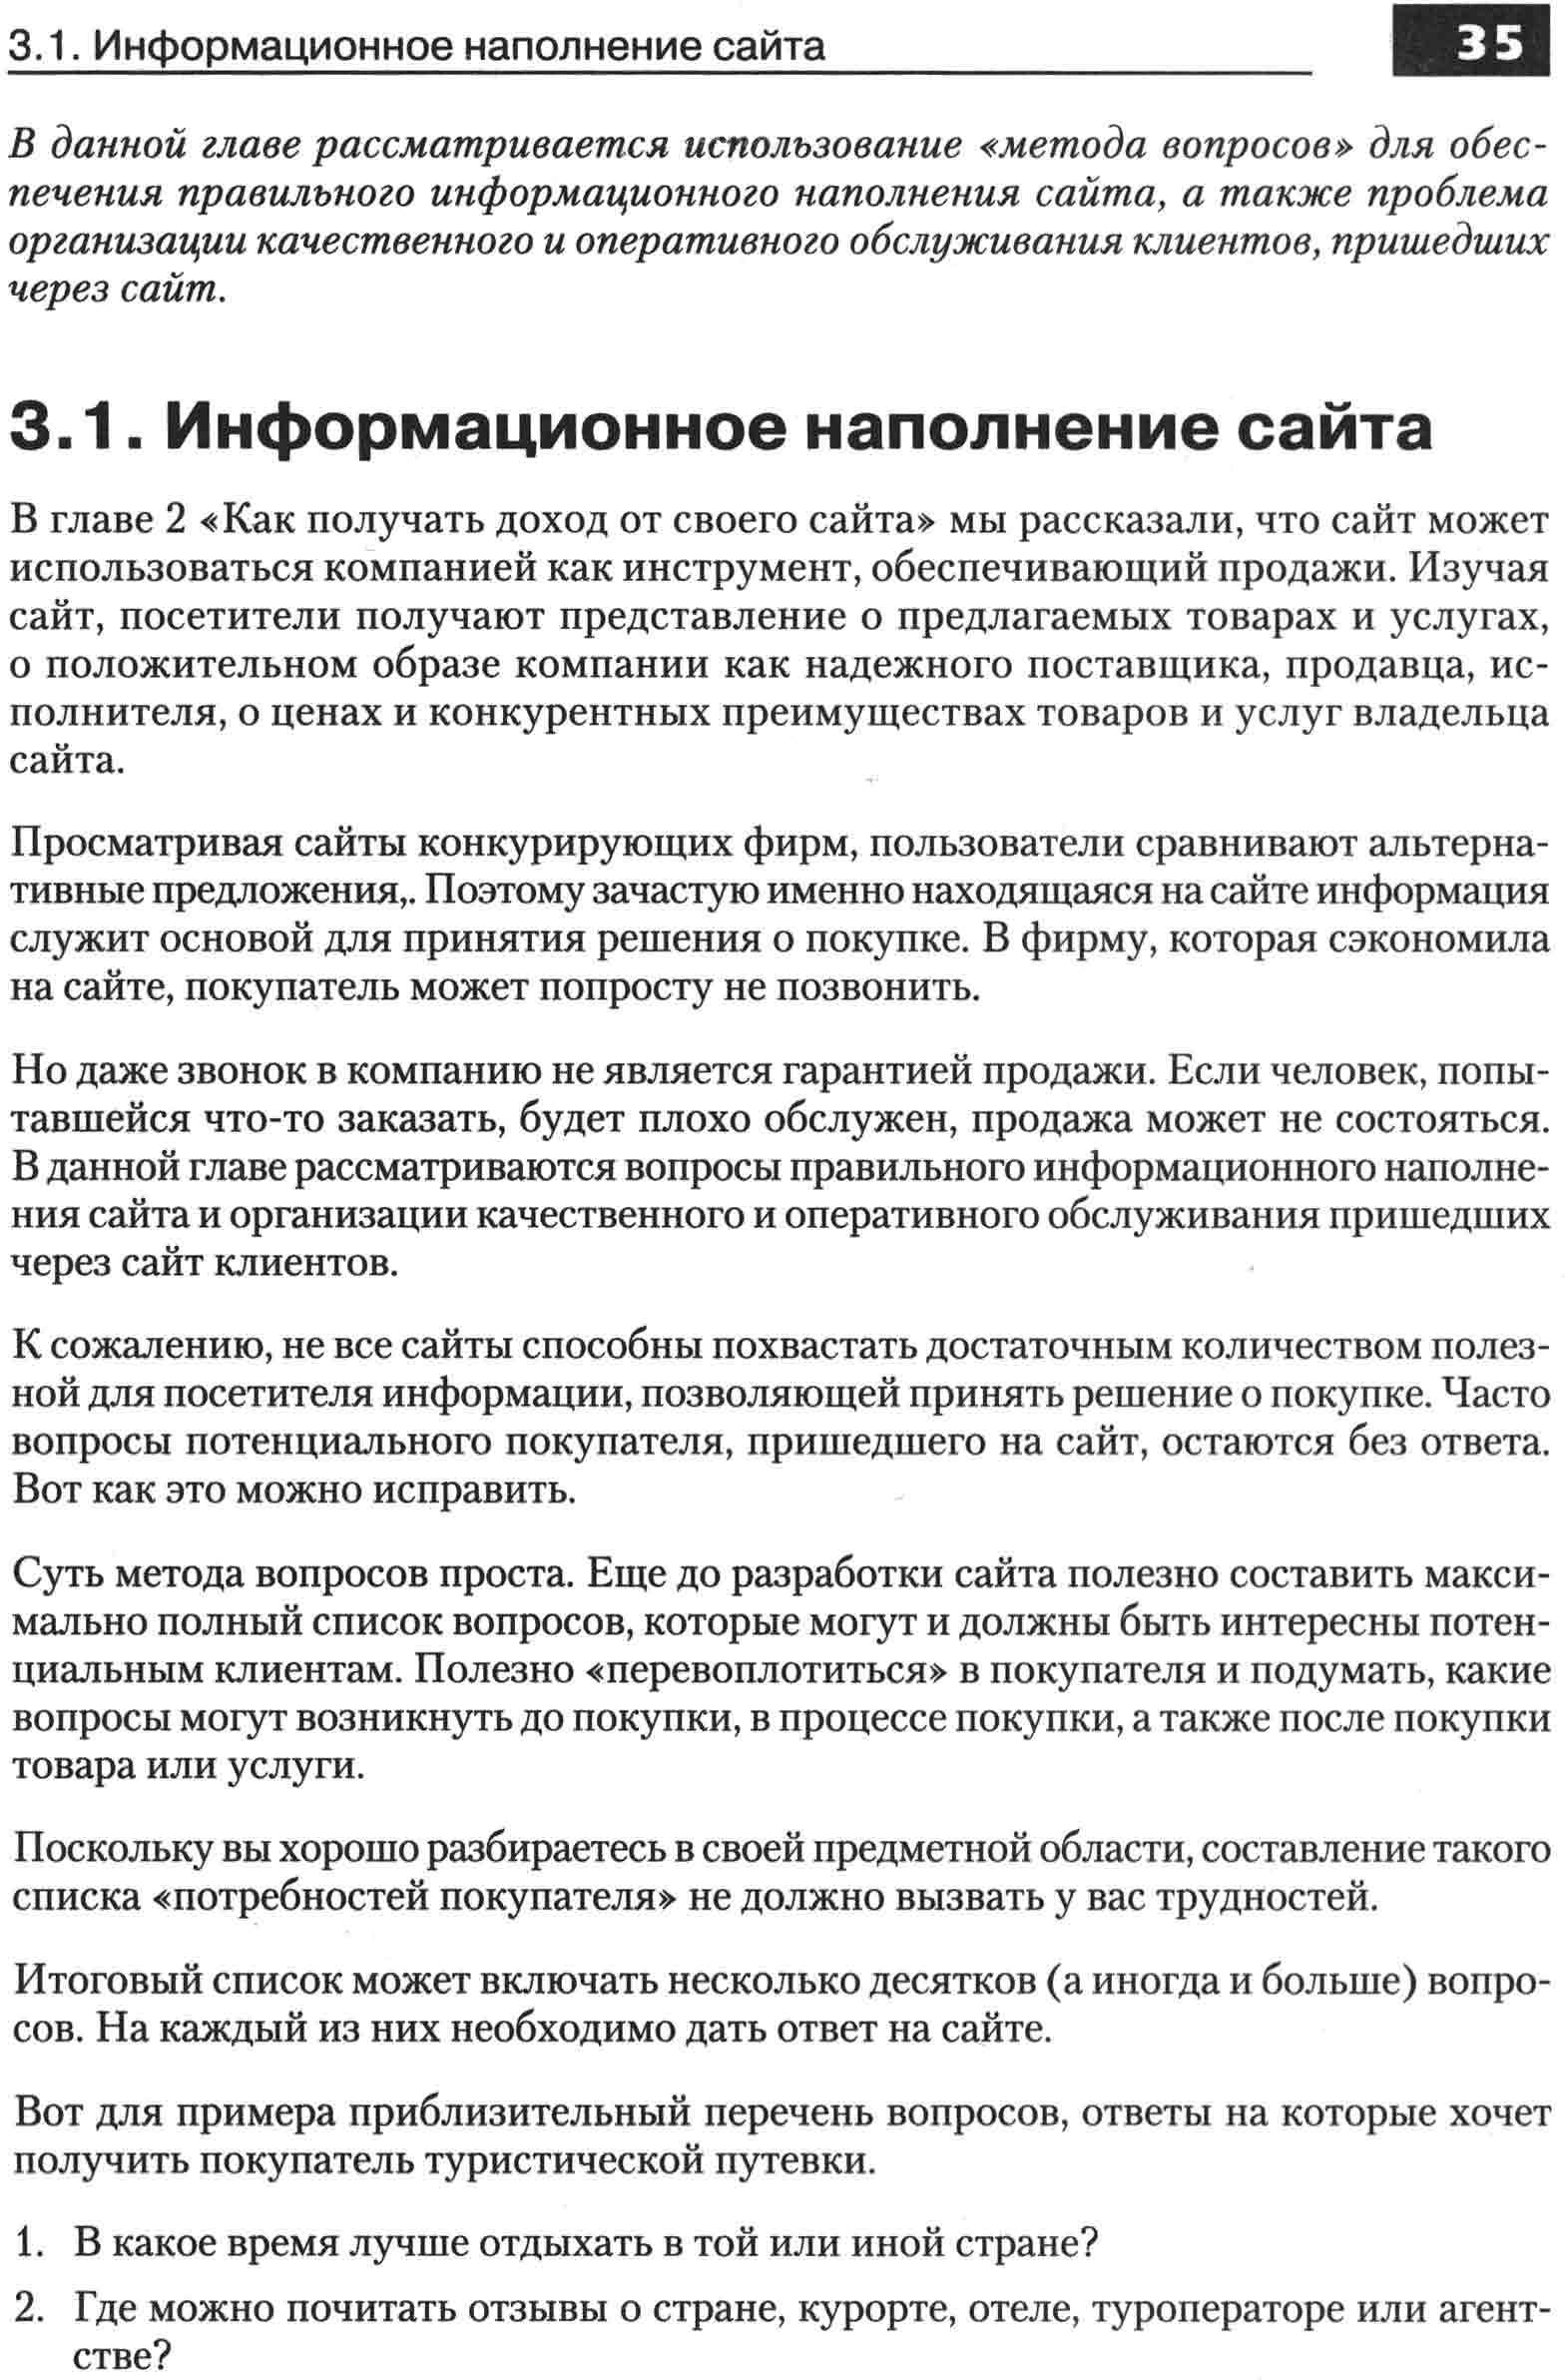 3.1. Информационное наполнение сайта
35
В данной главе рассматривается использование «метода вопросов» для обес-
печения правильного информационного наполнения сайта, а также проблема
организации качественного и оперативного обслуживания клиентов, пришедших
через сайт.
3.1. Информационное наполнение сайта
В главе 2 «Как получать доход от своего сайта» мы рассказали, что сайт может
использоваться компанией как инструмент, обеспечивающий продажи. Изучая
сайт, посетители получают представление о предлагаемых товарах и услугах,
о положительном образе компании как надежного поставщика, продавца, ис-
полнителя, о ценах и конкурентных преимуществах товаров и услуг владельца
сайта.
Просматривая сайты конкурирующих фирм, пользователи сравнивают альтерна-
тивные предложения,. Поэтому зачастую именно находящаяся на сайте информация
служит основой для принятия решения о покупке. В фирму, которая сэкономила
на сайте, покупатель может попросту не позвонить.
Но даже звонок в компанию не является гарантией продажи. Если человек, попы-
тавшейся что-то заказать, будет плохо обслужен, продажа может не состояться.
В данной главе рассматриваются вопросы правильного информационного наполне-
ния сайта и организации качественного и оперативного обслуживания пришедших
через сайт клиентов.
К сожалению, не все сайты способны похвастать достаточным количеством полез-
ной для посетителя информации, позволяющей принять решение о покупке. Часто
вопросы потенциального покупателя, пришедшего на сайт, остаются без ответа.
Вот как это можно исправить.
Суть метода вопросов проста. Еще до разработки сайта полезно составить макси-
мально полный список вопросов, которые могут и должны быть интересны потен-
циальным клиентам. Полезно «перевоплотиться» в покупателя и подумать, какие
вопросы могут возникнуть до покупки, в процессе покупки, а также после покупки
товара или услуги.
Поскольку вы хорошо разбираетесь в своей предметной области, составление такого
списка «потребностей покупателя» не должно вызвать у вас трудностей.
Итоговый список может включать несколько десятков (а иногда и больше) вопро-
сов. На каждый из них необходимо дать ответ на сайте.
Вот для примера приблизительный перечень вопросов, ответы на которые хочет
получить покупатель туристической путевки.
1. В какое время лучше отдыхать в той или иной стране?
2. Где можно почитать отзывы о стране, курорте, отеле, туроператоре или агент-
стве?